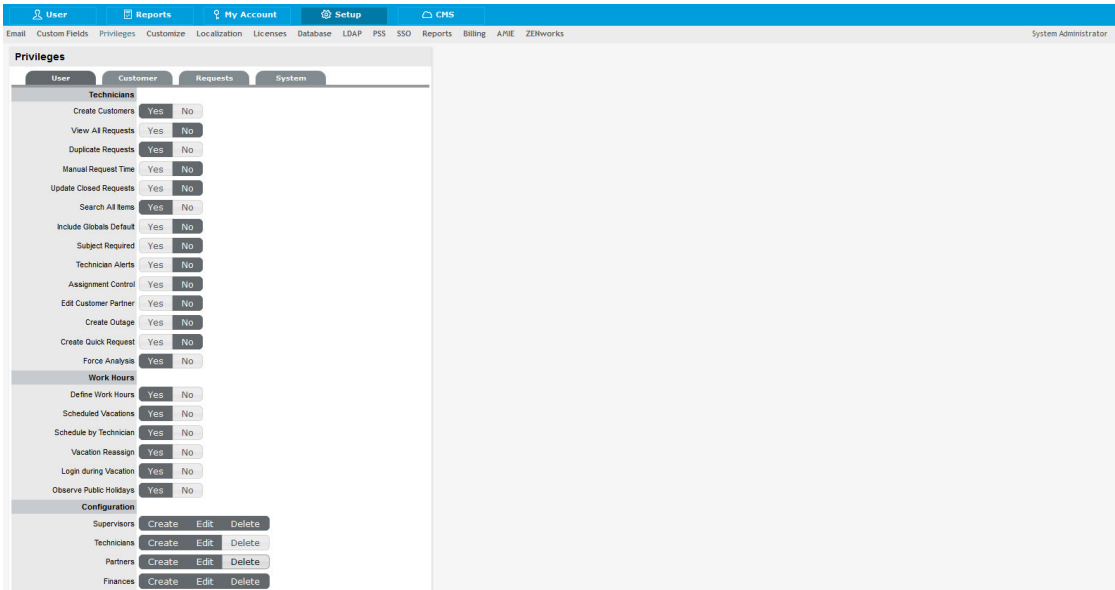 User Reports My Account Setup CMS
Email Custom Fields Privileges Customize Localization Licenses Database LDAP PSS SSO Reports Billing AMIE ZENworks System Administrator
Privileges
User Customer Requests System
Technicians
Create Customers Yes No
View All Requests Yes No
Duplicate Requests Yes No
Manual Request Time Yes No
Update Closed Requests Yes No
Search All Items Yes No
Include Globals Default Yes No
Subject Required Yes No
Technician Alerts Yes No
Assignment Control Yes No
Edit Customer Partner Yes No
Create Outage Yes No
Create Quick Request Yes No
Force Analysis Yes No
Work Hours
Define Work Hours Yes No
Scheduled Vacations Yes No
Schedule by Technician Yes No
Vacation Reassign Yes No
Login during Vacation Yes No
Observe Public Holidays Yes No
Configuration
Supervisors Create Edit Delete
Technicians Create Edit Delete
Partners Create Edit Delete
Finances Create Edit Delete